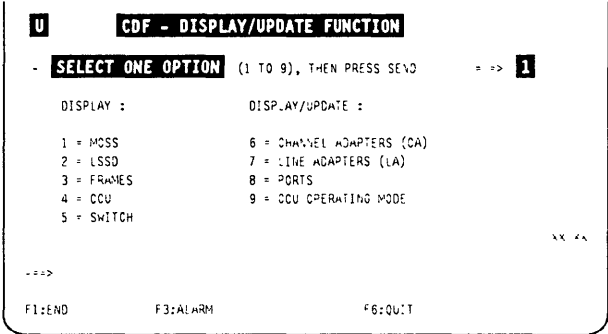 U CDF - DISPLAY/UPDATE FUNCTION
- SELECT ONE OPTION (1 TO 9), THEN PRESS SEND = => 1
DISPLAY : DISPLAY/UPDATE :
1 = MOSS 6 = CHANNEL ADAPTERS (CA)
2 = LSSD 7 = LINE ADAPTERS (LA)
3 = FRAMES 8 = PORTS
4 = CCU 9 = CCU OPERATING MODE
5 = SWITCH
===>
F1:END F3:ALARM F6:QUIT